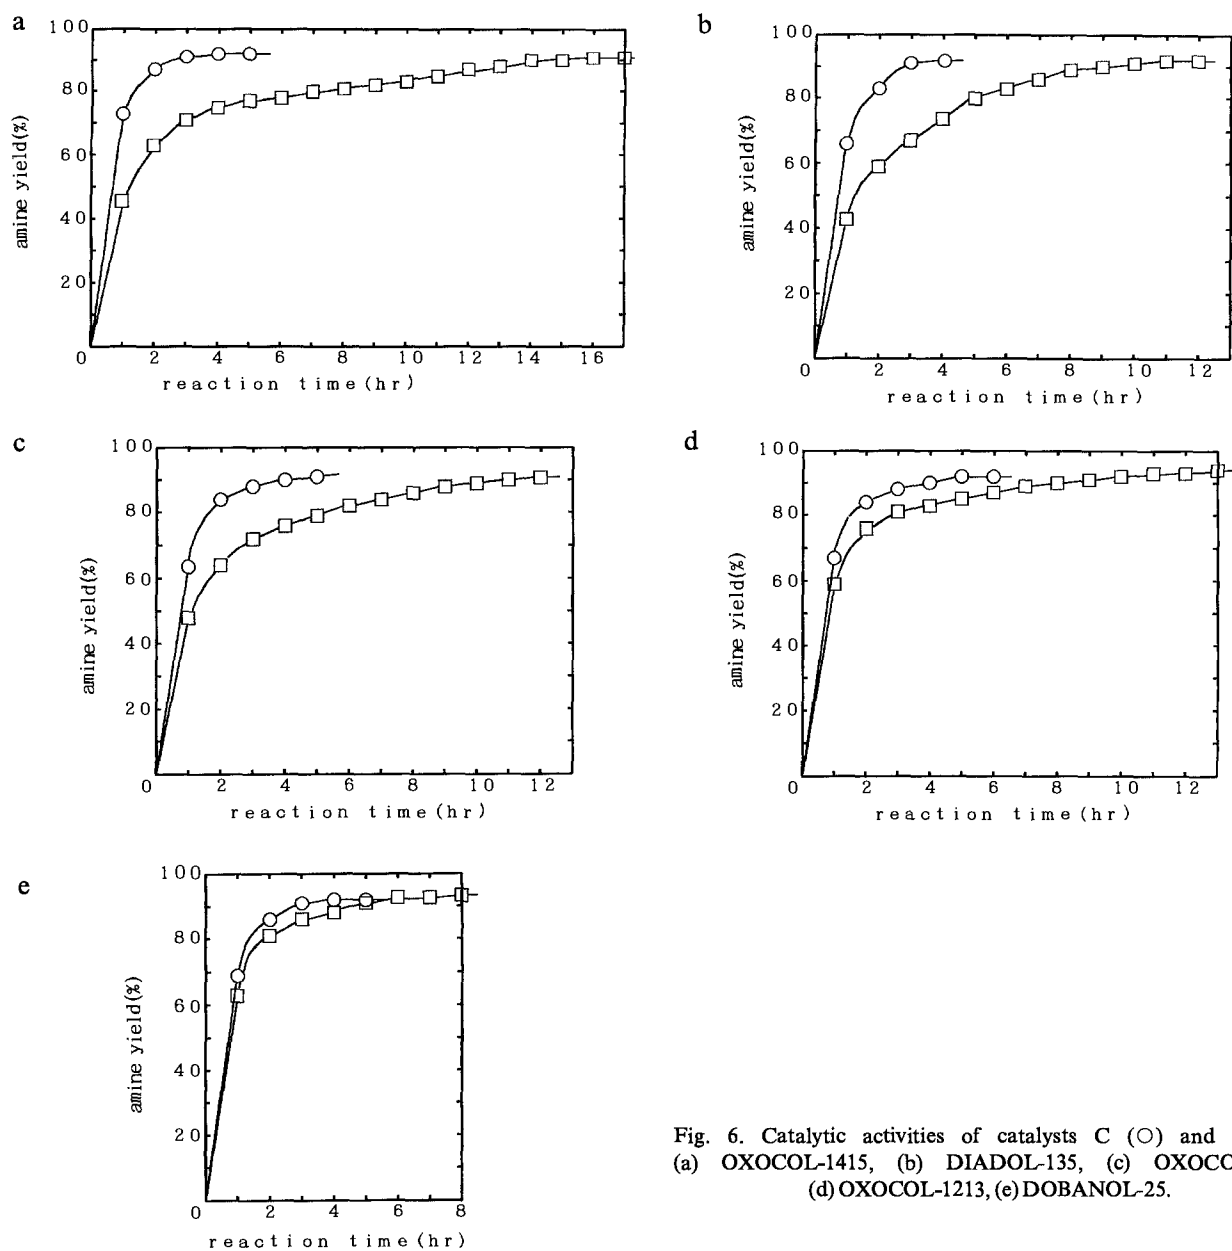 a
100
80
60
40
20
0
2 4 6 8 10 12 14 16
amine yield(%)
reaction time(hr)
b
100
80
60
40
20
0
2 4 6 8 10 12
amine yield(%)
reaction time(hr)
c
100
80
60
40
20
0
2 4 6 8 10 12
amine yield(%)
reaction time(hr)
d
100
80
60
40
20
0
2 4 6 8 10 12
amine yield(%)
reaction time(hr)
e
100
80
60
40
20
0
2 4 6 8
amine yield(%)
reaction time(hr)
Fig. 6. Catalytic activities of catalysts C (○) and
(a) OXOCOL-1415, (b) DIADOL-135, (c) OXOCO
(d) OXOCOL-1213, (e) DOBANOL-25.